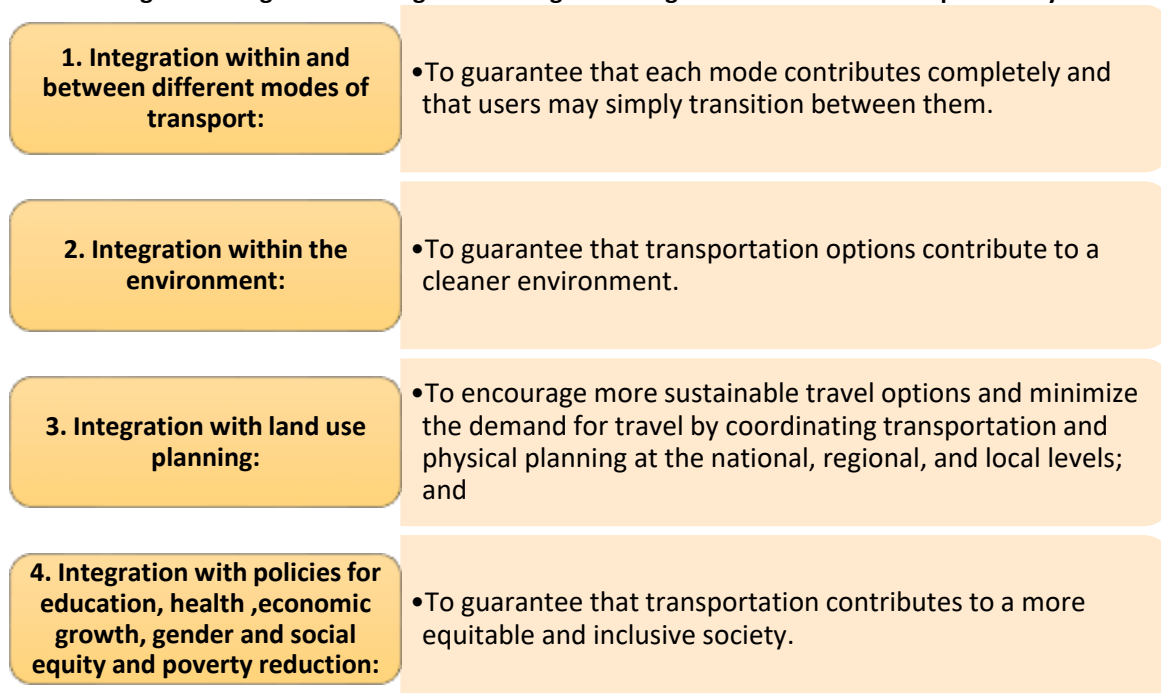 1. Integration within and
between different modes of
transport:
•To guarantee that each mode contributes completely and
that users may simply transition between them.
2. Integration within the
environment:
•To guarantee that transportation options contribute to a
cleaner environment.
3. Integration with land use
planning:
•To encourage more sustainable travel options and minimize
the demand for travel by coordinating transportation and
physical planning at the national, regional, and local levels;
and
4. Integration with policies for
education, health ,economic
growth, gender and social
equity and poverty reduction:
•To guarantee that transportation contributes to a more
equitable and inclusive society.